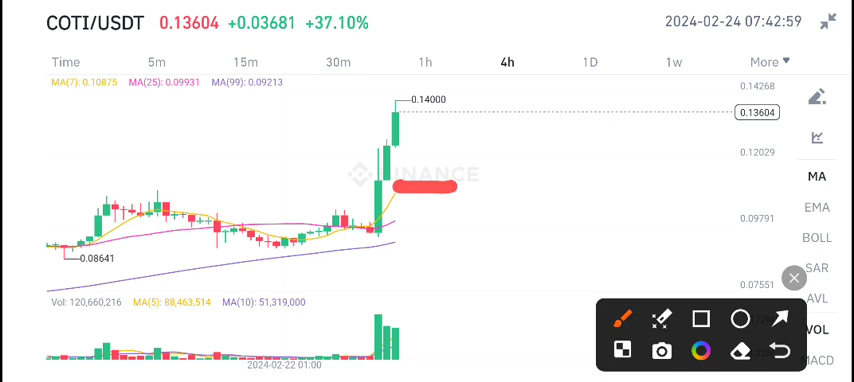 COTI/USDT 0.13604 +0.03681 +37.10% 2024-02-24 07:42:59
Time 5m 15m 30m 1h 4h 1D 1w More
MA(7): 0.10875 MA(25): 0.09931 MA(99): 0.09213
0.14268
0.14000
0.13604
0.12029
BINANCE
MA
EMA
0.09791
BOLL
0.08641
SAR
0.07551
AVL
Vol: 120,660,216 MA(5): 88,463,514 MA(10): 51,319,000
VOL
MACD
2024-02-22 01:00